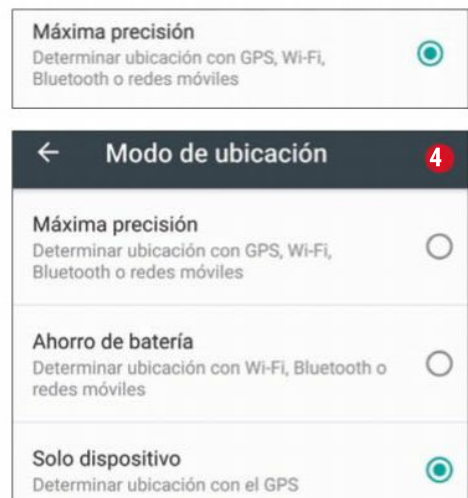 Máxima precisión
Determinar ubicación con GPS, Wi-Fi,
Bluetooth o redes móviles
← Modo de ubicación 4
Máxima precisión
Determinar ubicación con GPS, Wi-Fi,
Bluetooth o redes móviles
Ahorro de batería
Determinar ubicación con Wi-Fi, Bluetooth o
redes móviles
Solo dispositivo
Determinar ubicación con el GPS